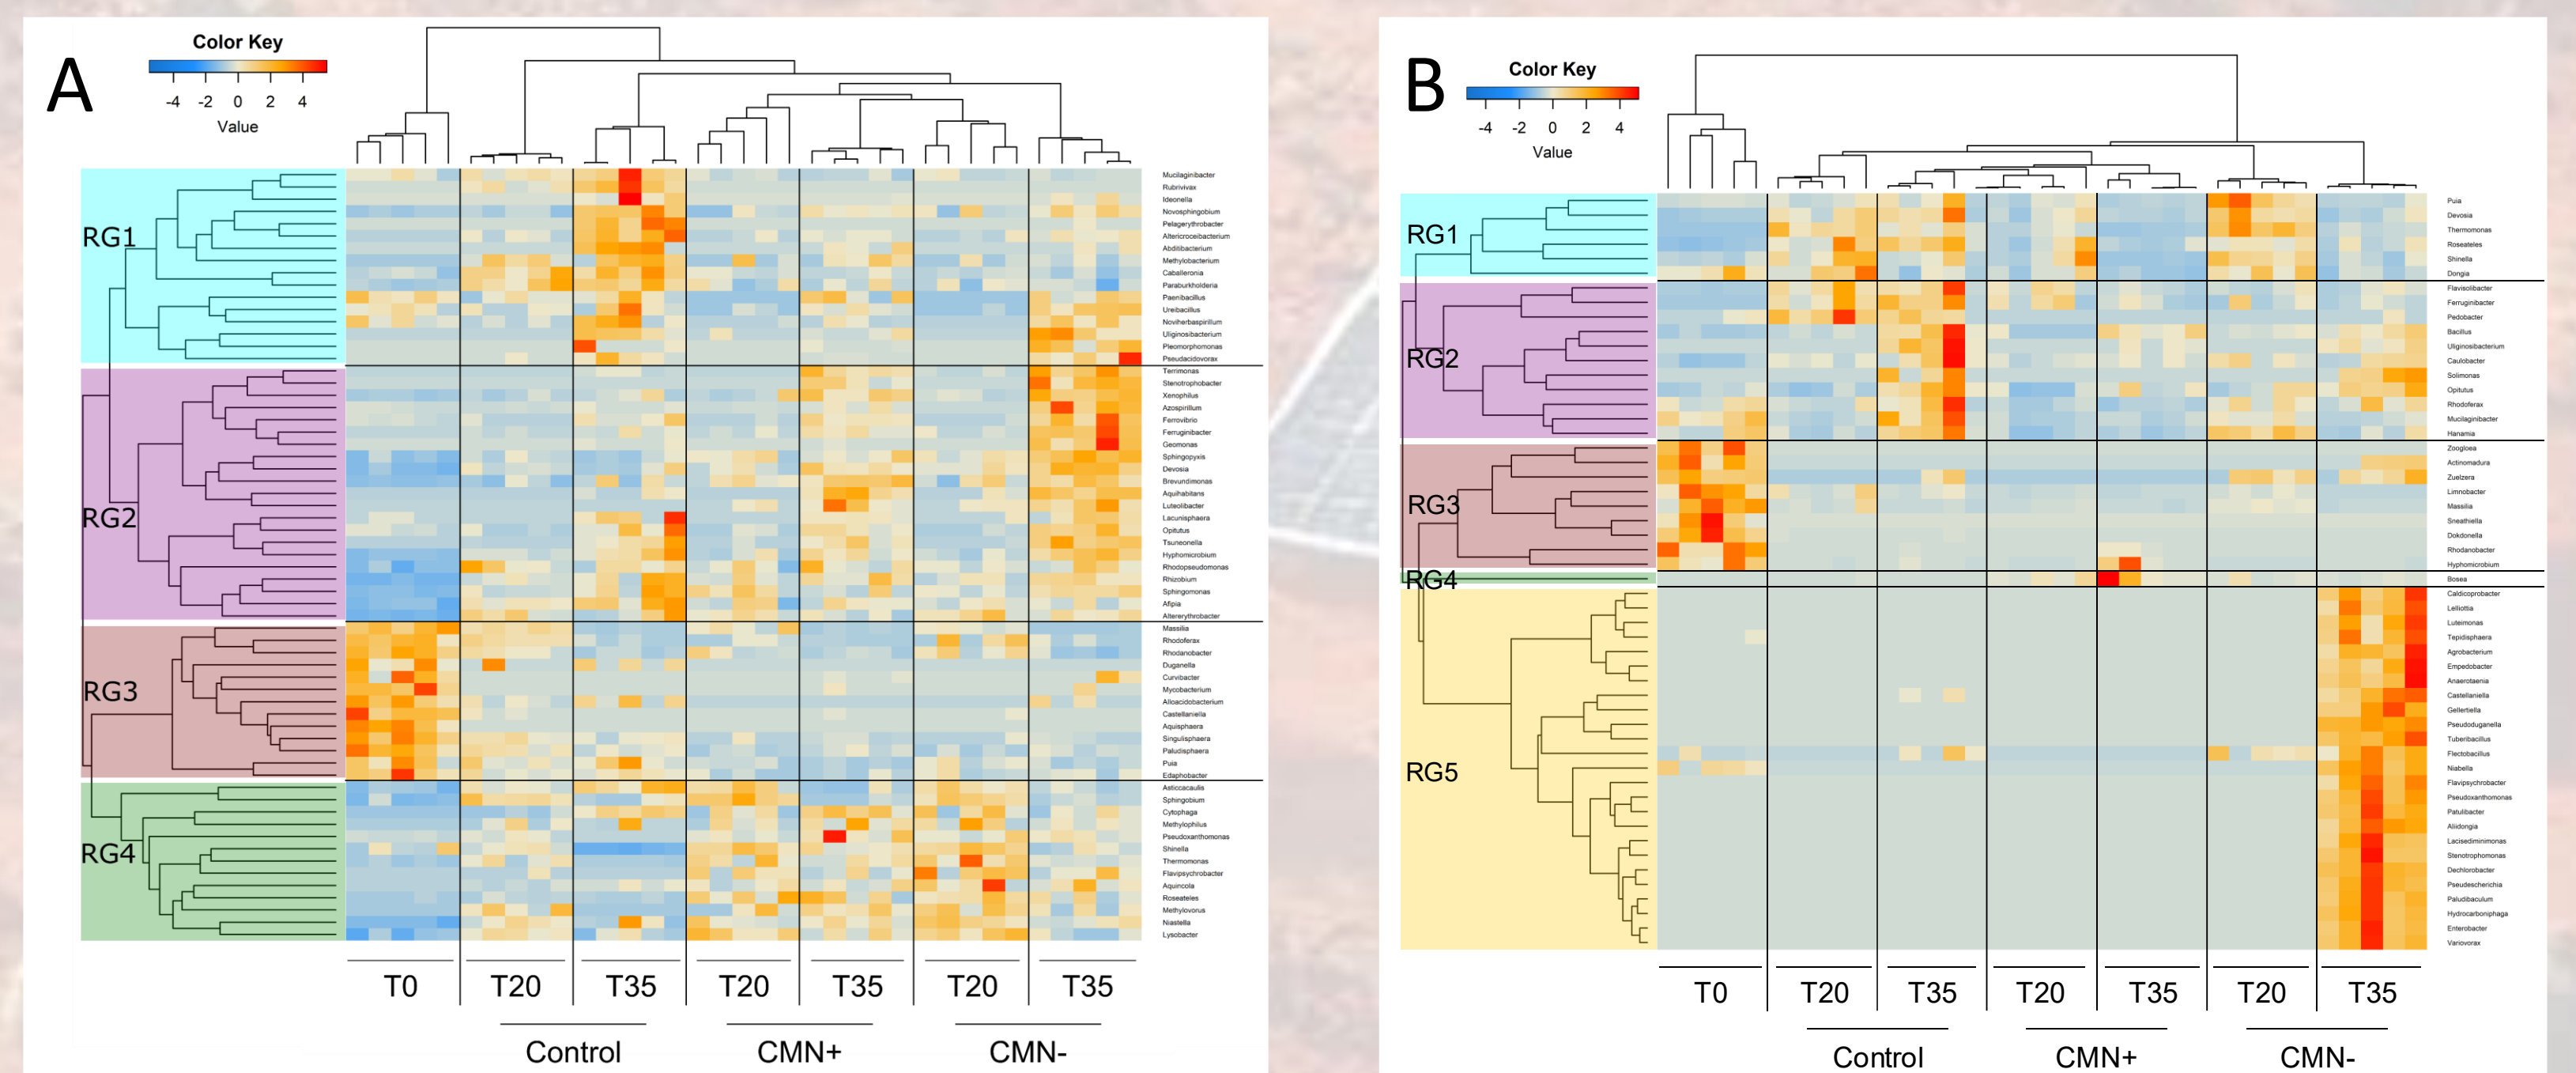 A
Color Key
-4 -2 0 2 4
Value
RG1
RG2
RG3
RG4
Mucilaginibacter
Rubrivivax
Ideonella
Novosphingobium
Pelagerythrobacter
Altericroceibacterium
Abditibacterium
Methylobacterium
Caballeronia
Paraburkholderia
Paenibacillus
Ureibacillus
Noviherbaspirillum
Uliginosibacterium
Pleomorphomonas
Pseudacidovorax
Terrimonas
Stenotrophobacter
Xenophilus
Azospirillum
Ferrovibrio
Ferruginibacter
Geomonas
Sphingopyxis
Devosia
Brevundimonas
Aquihabitans
Luteolibacter
Lacunisphaera
Opitutus
Tsuneonella
Hyphomicrobium
Rhodopseudomonas
Rhizobium
Sphingomonas
Afipia
Altererythrobacter
Massilia
Rhodoferax
Rhodanobacter
Duganella
Curvibacter
Mycobacterium
Alloacidobacterium
Castellaniella
Aquisphaera
Singulisphaera
Paludisphaera
Puia
Edaphobacter
Asticcacaulis
Sphingobium
Cytophaga
Methylophilus
Pseudoxanthomonas
Shinella
Thermomonas
Flavipsychrobacter
Aquincola
Roseateles
Methylovorus
Niastella
Lysobacter
T0 T20 T35 T20 T35 T20 T35
Control CMN+ CMN-
B
Color Key
-4 -2 0 2 4
Value
RG1
RG2
RG3
RG4
RG5
Puia
Devosia
Thermomonas
Roseateles
Shinella
Dongia
Flavisolibacter
Ferruginibacter
Pedobacter
Bacillus
Uliginosibacterium
Caulobacter
Solimonas
Opitutus
Rhodoferax
Mucilaginibacter
Hanamia
Zoogloea
Actinomadura
Zuelzera
Limnobacter
Massilia
Sneathiella
Dokdonella
Rhodanobacter
Hyphomicrobium
Bosea
Caldicoprobacter
Lelliottia
Luteimonas
Tepidisphaera
Agrobacterium
Empedobacter
Anaerotaenia
Castellaniella
Gellertiella
Pseudoduganella
Tuberibacillus
Flectobacillus
Niabella
Flavipsychrobacter
Pseudoxanthomonas
Patulibacter
Aliidongia
Lacisediminimonas
Stenotrophomonas
Dechlorobacter
Pseudescherichia
Paludibaculum
Hydrocarboniphaga
Enterobacter
Variovorax
T0 T20 T35 T20 T35 T20 T35
Control CMN+ CMN-